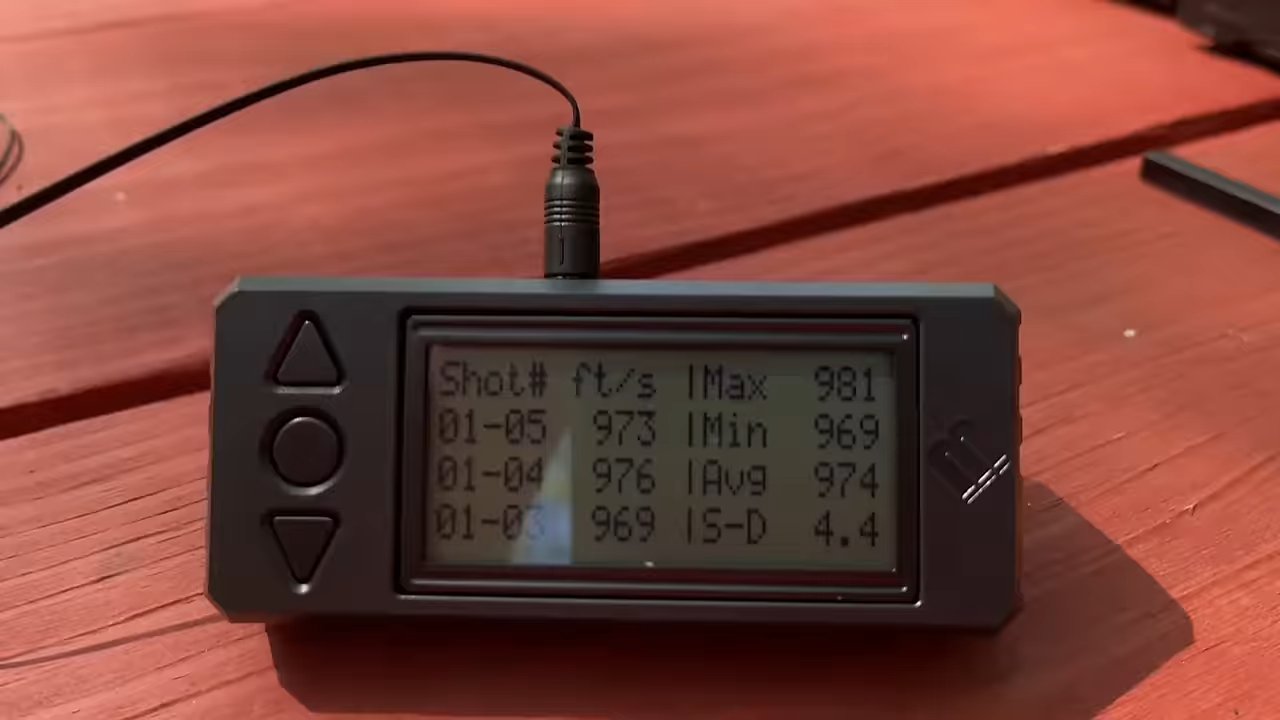 Shot# ft/s |Max 981
01-05 973 |Min 969
01-04 976 |Avg 974
01-03 969 |S-D 4.4